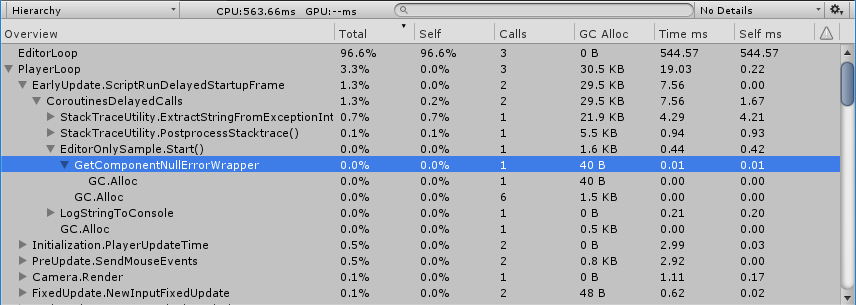 Hierarchy CPU:563.66ms GPU:--ms No Details
Overview Total Self Calls GC Alloc Time ms Self ms
EditorLoop 96.6% 96.6% 3 0 B 544.57 544.57
PlayerLoop 3.3% 0.0% 3 30.5 KB 19.03 0.22
EarlyUpdate.ScriptRunDelayedStartupFrame 1.3% 0.0% 2 29.5 KB 7.56 0.00
CoroutinesDelayedCalls 1.3% 0.2% 2 29.5 KB 7.56 1.67
StackTraceUtility.ExtractStringFromExceptionInt 0.7% 0.7% 1 21.9 KB 4.29 4.21
StackTraceUtility.PostprocessStacktrace() 0.1% 0.1% 1 5.5 KB 0.94 0.93
EditorOnlySample.Start() 0.0% 0.0% 1 1.6 KB 0.44 0.42
GetComponentNullErrorWrapper 0.0% 0.0% 1 40 B 0.01 0.01
GC.Alloc 0.0% 0.0% 1 40 B 0.00 0.00
GC.Alloc 0.0% 0.0% 6 1.5 KB 0.00 0.00
LogStringToConsole 0.0% 0.0% 1 0 B 0.21 0.20
GC.Alloc 0.0% 0.0% 1 0.5 KB 0.00 0.00
Initialization.PlayerUpdateTime 0.5% 0.0% 2 0 B 2.99 0.03
PreUpdate.SendMouseEvents 0.5% 0.0% 2 0.8 KB 2.92 0.00
Camera.Render 0.1% 0.0% 1 0 B 1.11 0.17
FixedUpdate.NewInputFixedUpdate 0.1% 0.0% 2 48 B 0.62 0.02